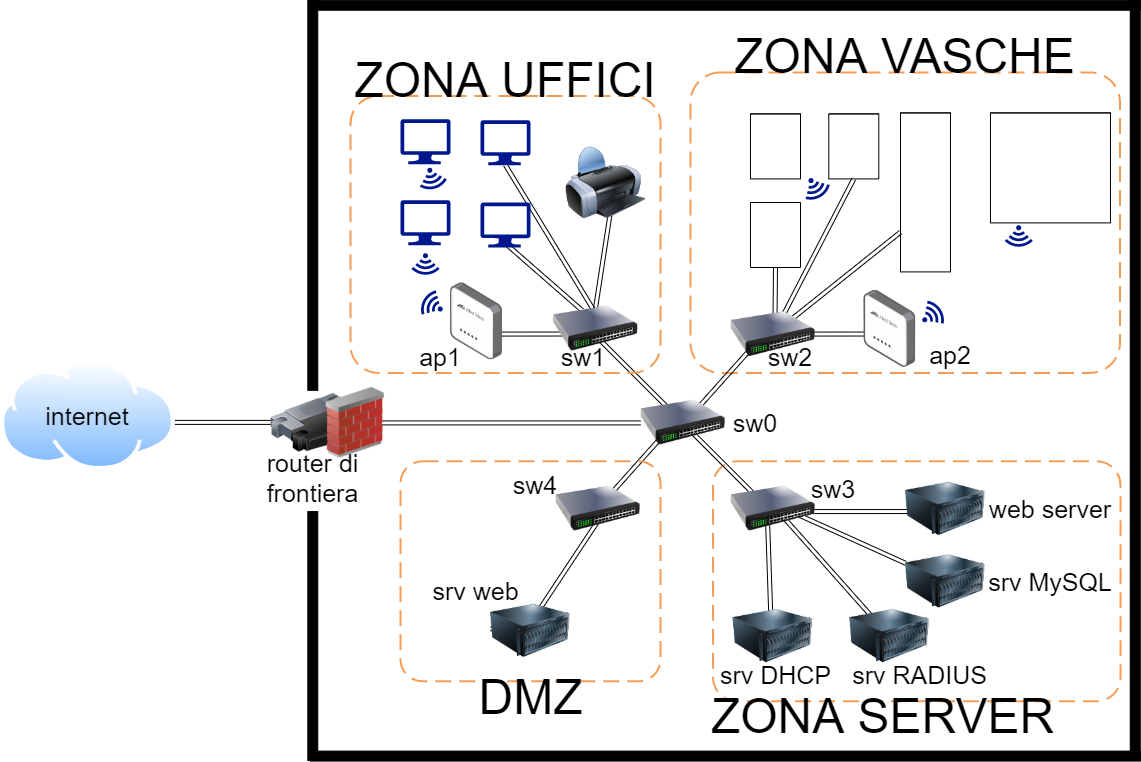 ZONA UFFICI
ZONA VASCHE
ap1
sw1
sw2
ap2
internet
router di
frontiera
sw0
sw4
srv web
DMZ
sw3
web server
srv MySQL
srv DHCP
srv RADIUS
ZONA SERVER